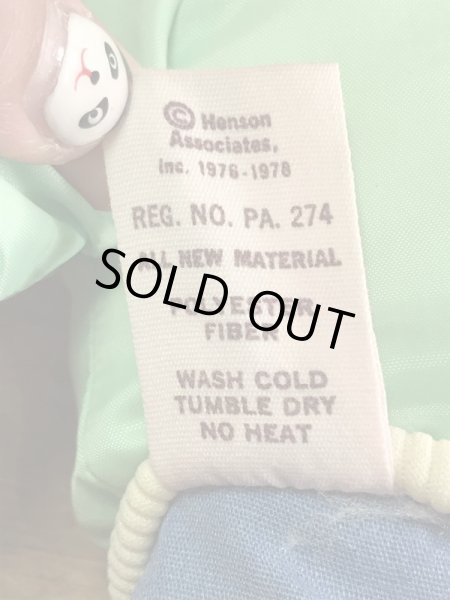 © Henson
Associates,
Inc. 1976-1978
REG. NO. PA. 274
ALL NEW MATERIAL
SOLD OUT
POLYESTER
FIBER
WASH COLD
TUMBLE DRY
NO HEAT